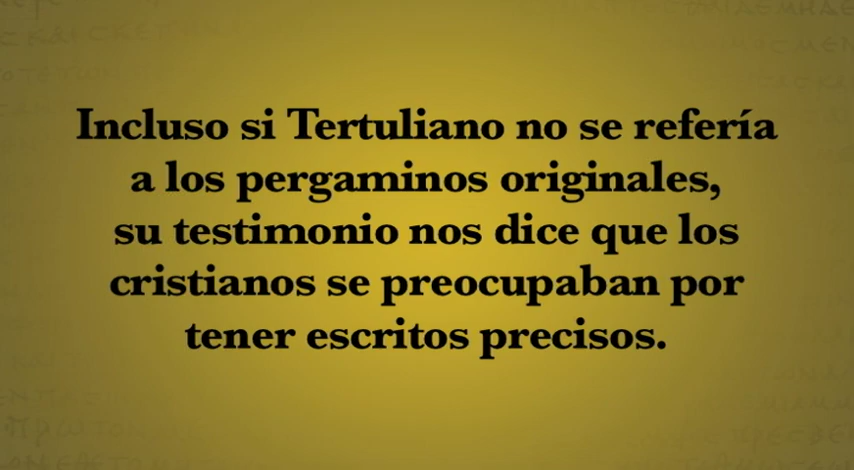 Incluso si Tertuliano no se refería
a los pergaminos originales,
su testimonio nos dice que los
cristianos se preocupaban por
tener escritos precisos.